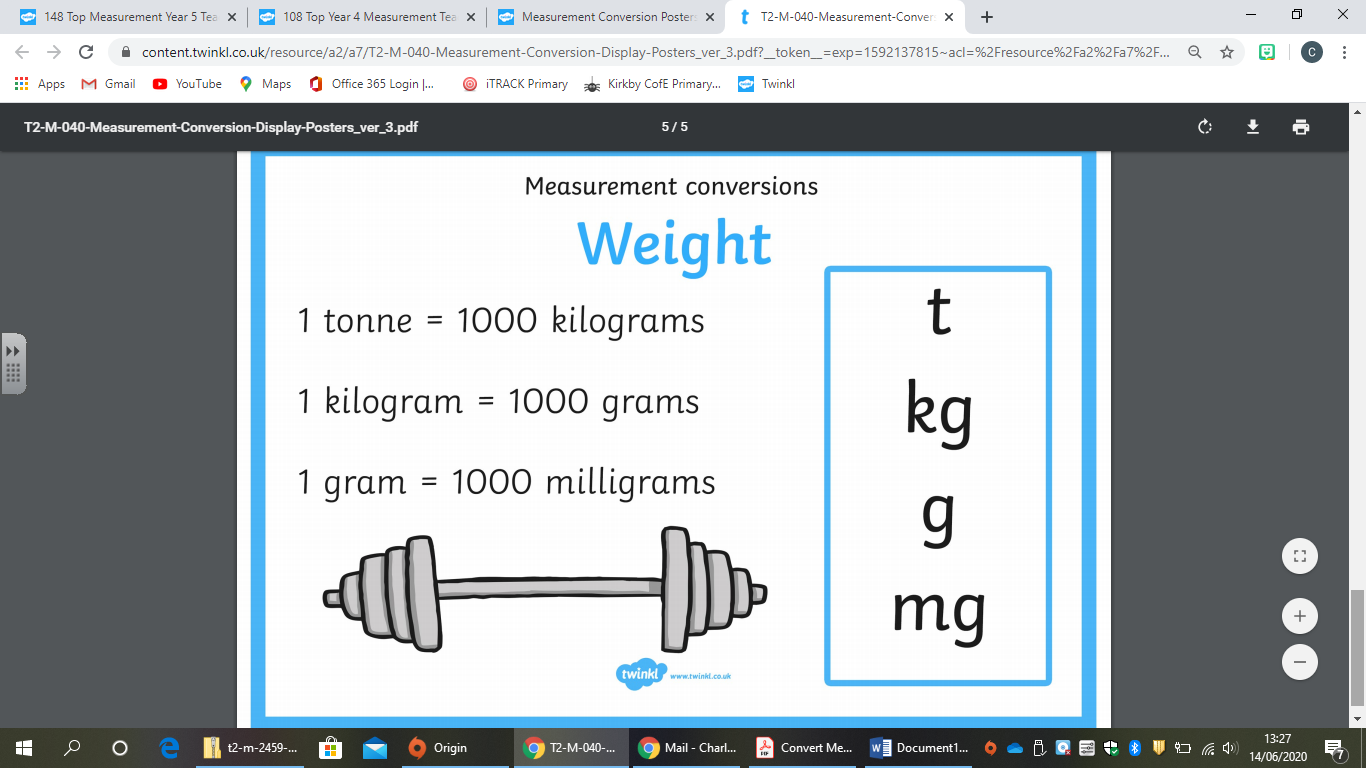 148 Top Measurement Year 5 Tea
108 Top Year 4 Measurement Tea
Measurement Conversion Posters
T2-M-040-Measurement-Conver
content.twinkl.co.uk/resource/a2/a7/T2-M-040-Measurement-Conversion-Display-Posters_ver_3.pdf?__token__=exp=1592137815~acl=%2Fresource%2Fa2%2Fa7%2F...
C
Apps
Gmail
YouTube
Maps
Office 365 Login |...
iTRACK Primary
Kirkby CofE Primary...
Twinkl
T2-M-040-Measurement-Conversion-Display-Posters_ver_3.pdf
5 / 5
Measurement conversions
Weight
1 tonne = 1000 kilograms
1 kilogram = 1000 grams
1 gram = 1000 milligrams
t
kg
g
mg
twinkl www.twinkl.co.uk
t2-m-2459-...
Origin
T2-M-040-...
Mail - Charl...
Convert Me...
Document1...
13:27
14/06/2020
7